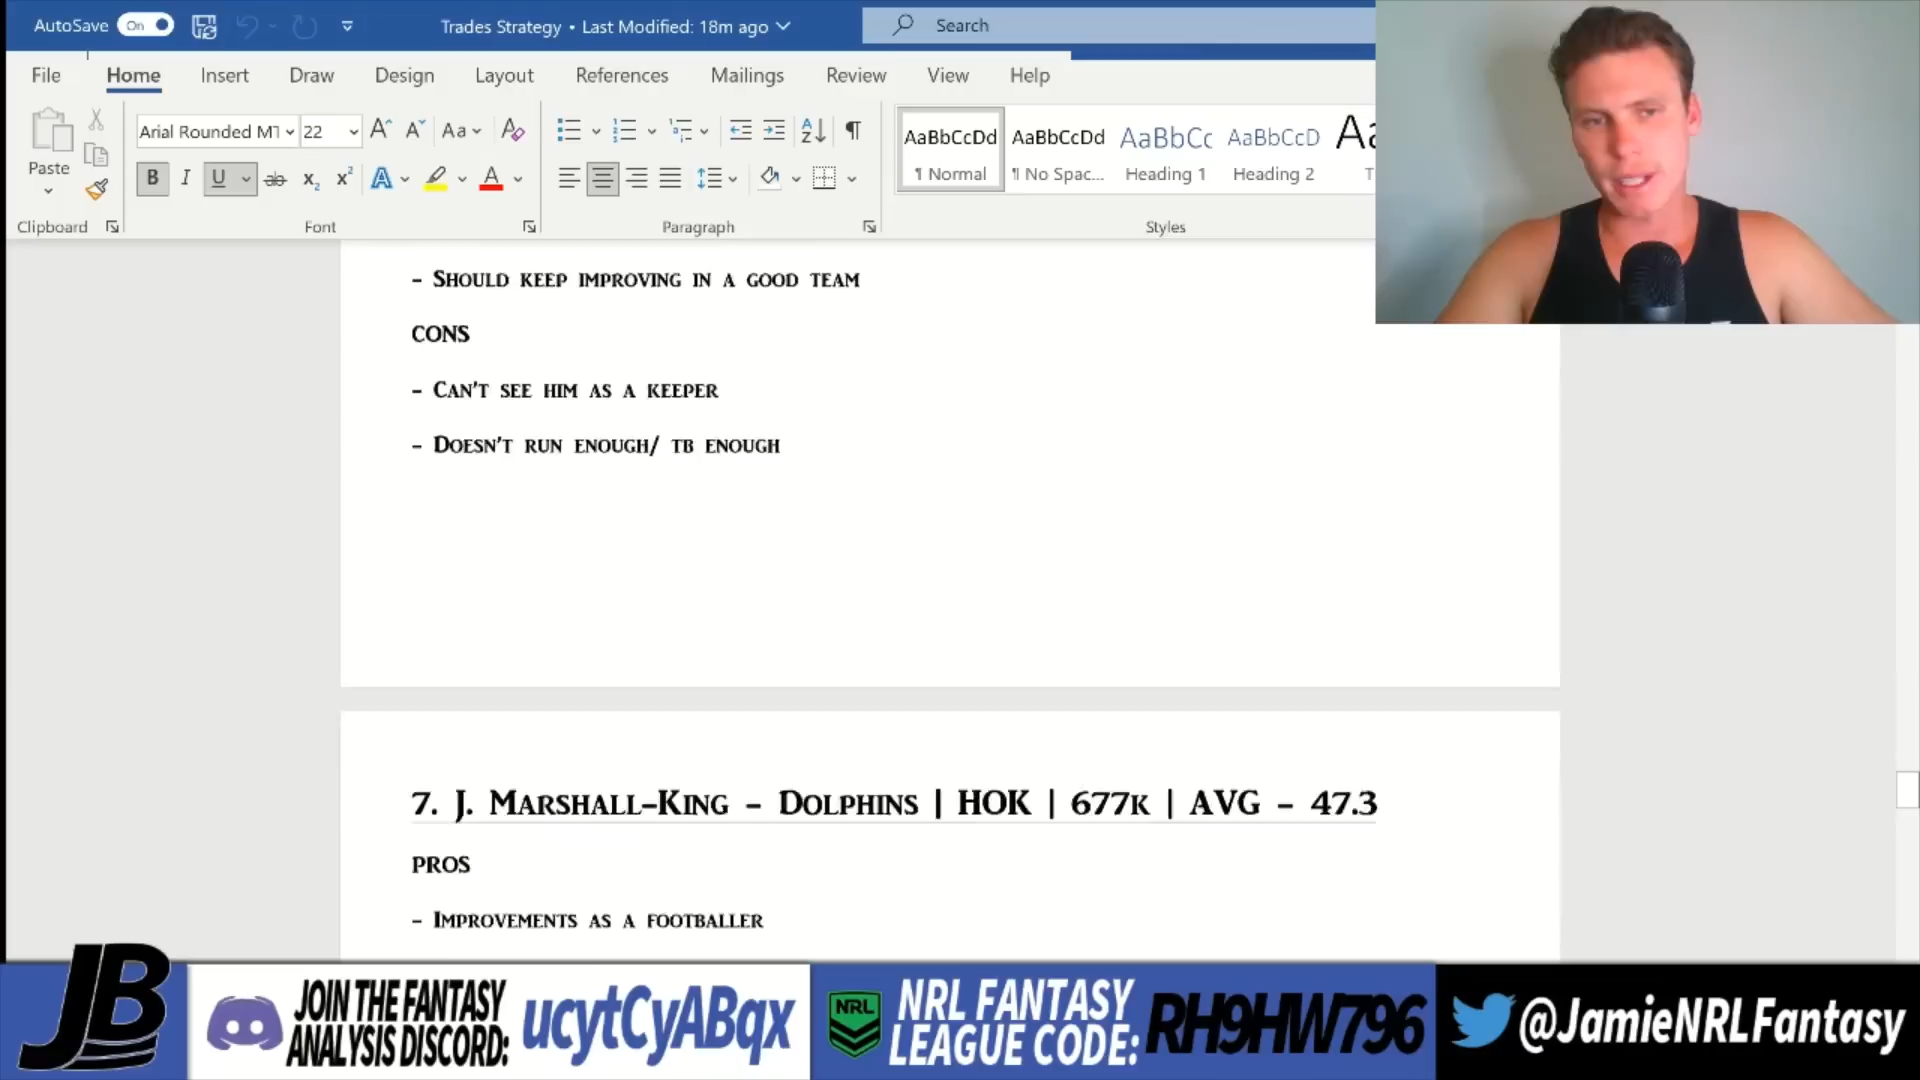 AutoSave On Trades Strategy • Last Modified: 18m ago Search
File Home Insert Draw Design Layout References Mailings Review View Help
Paste
Arial Rounded MT 22 Aa
AaBbCcDd AaBbCcDd AaBbCc AaBbCcD Aa
¶ Normal ¶ No Spac... Heading 1 Heading 2 T
Clipboard Font Paragraph Styles
- SHOULD KEEP IMPROVING IN A GOOD TEAM
CONS
- CAN'T SEE HIM AS A KEEPER
- DOESN'T RUN ENOUGH/ TB ENOUGH
7. J. MARSHALL-KING - DOLPHINS | HOK | 677K | AVG - 47.3
PROS
- IMPROVEMENTS AS A FOOTBALLER
JB
JOIN THE FANTASY
ANALYSIS DISCORD:
ucytCyABqx
NRL
NRL FANTASY
LEAGUE CODE:
RH9HW796
@JamieNRLFantasy